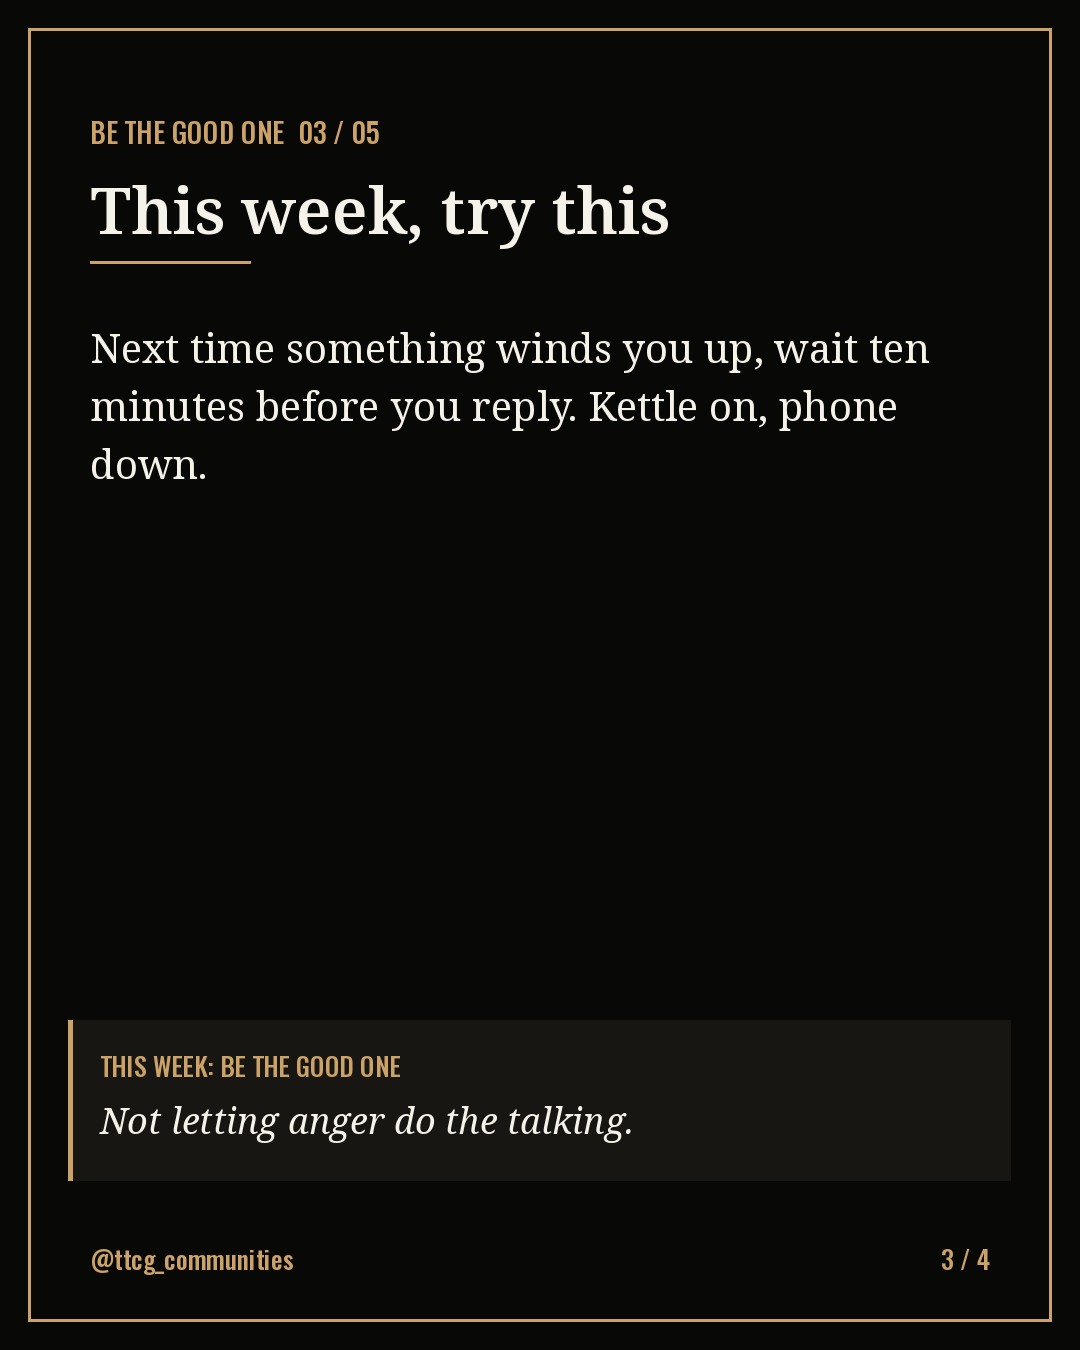 BE THE GOOD ONE 03 / 05
This week, try this
Next time something winds you up, wait ten
minutes before you reply. Kettle on, phone
down.
THIS WEEK: BE THE GOOD ONE
Not letting anger do the talking.
@ttcg_communities
3 / 4